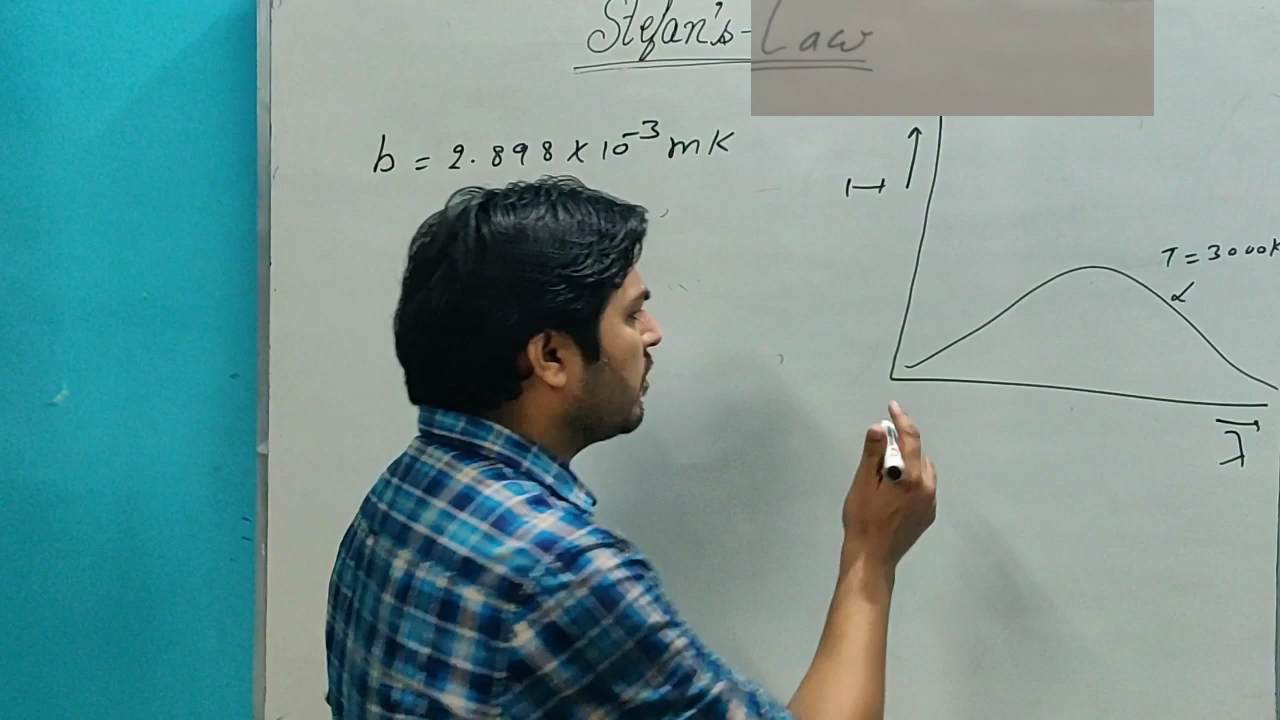 Stefan's-Law
b = 2.898 x 10⁻³ mK
I
T = 3000K
λ